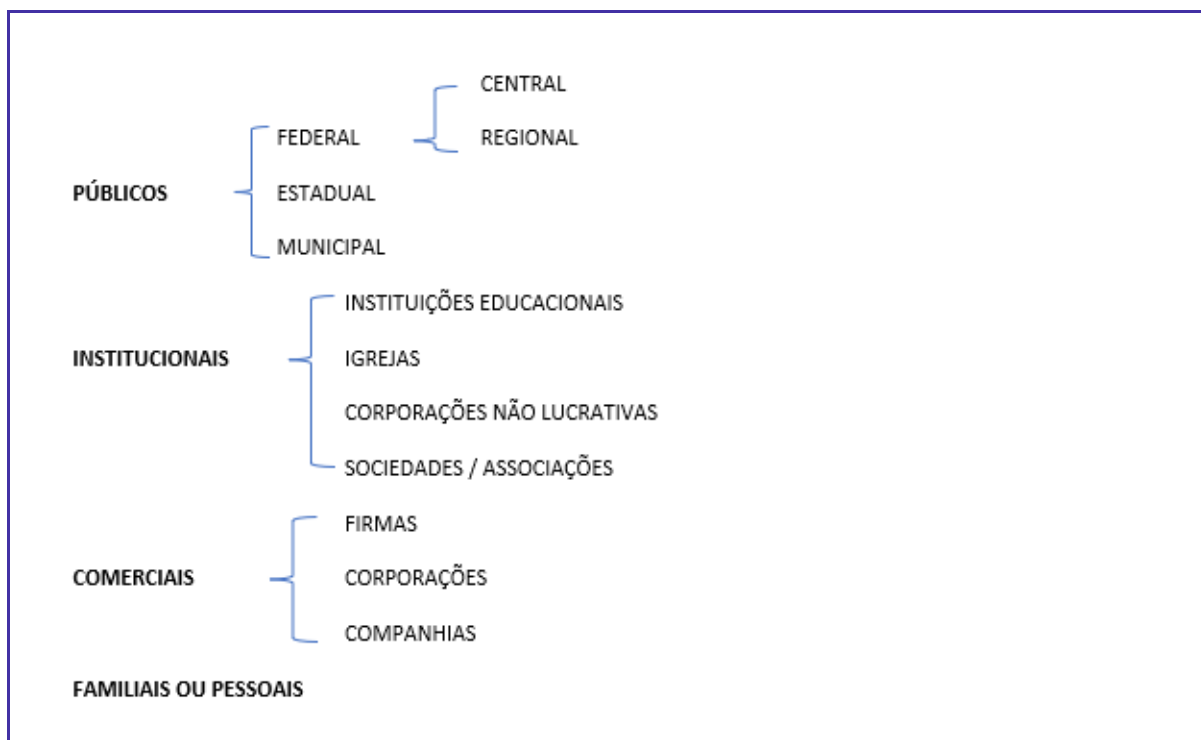 CENTRAL
FEDERAL REGIONAL
PÚBLICOS ESTADUAL
MUNICIPAL
INSTITUIÇÕES EDUCACIONAIS
INSTITUCIONAIS IGREJAS
CORPORAÇÕES NÃO LUCRATIVAS
SOCIEDADES / ASSOCIAÇÕES
FIRMAS
COMERCIAIS CORPORAÇÕES
COMPANHIAS
FAMILIAIS OU PESSOAIS